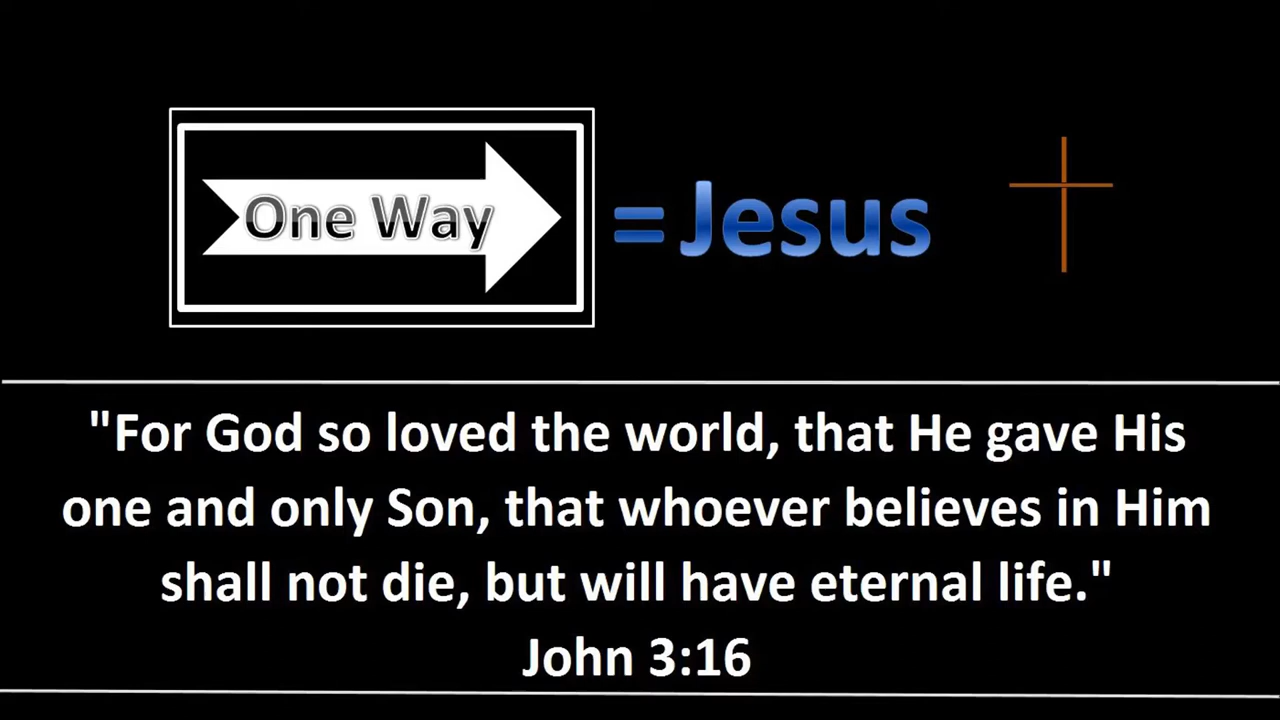 One Way = Jesus
"For God so loved the world, that He gave His
one and only Son, that whoever believes in Him
shall not die, but will have eternal life."
John 3:16